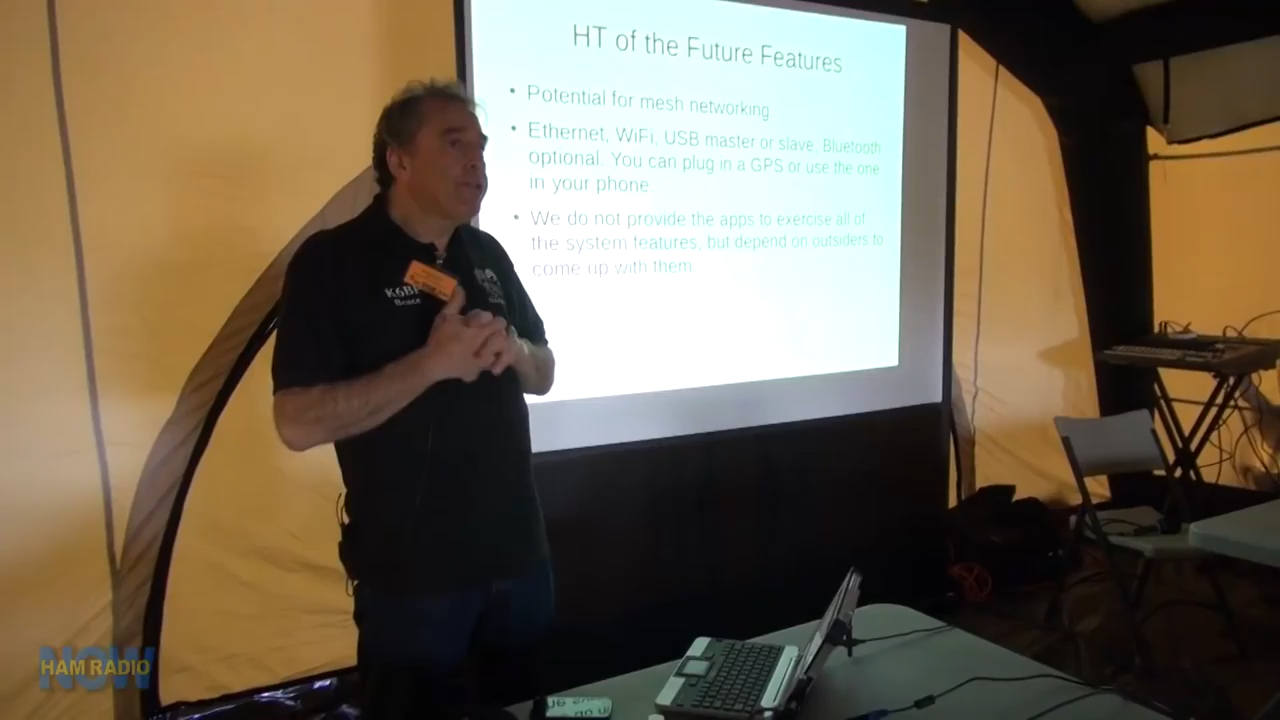 HT of the Future Features
• Potential for mesh networking
• Ethernet, WiFi, USB master or slave, Bluetooth
optional. You can plug in a GPS or use the one
in your phone.
• We do not provide the apps to exercise all of
the system features, but depend on outsiders to
come up with them.
Bruce
HAM RADIO
NOW